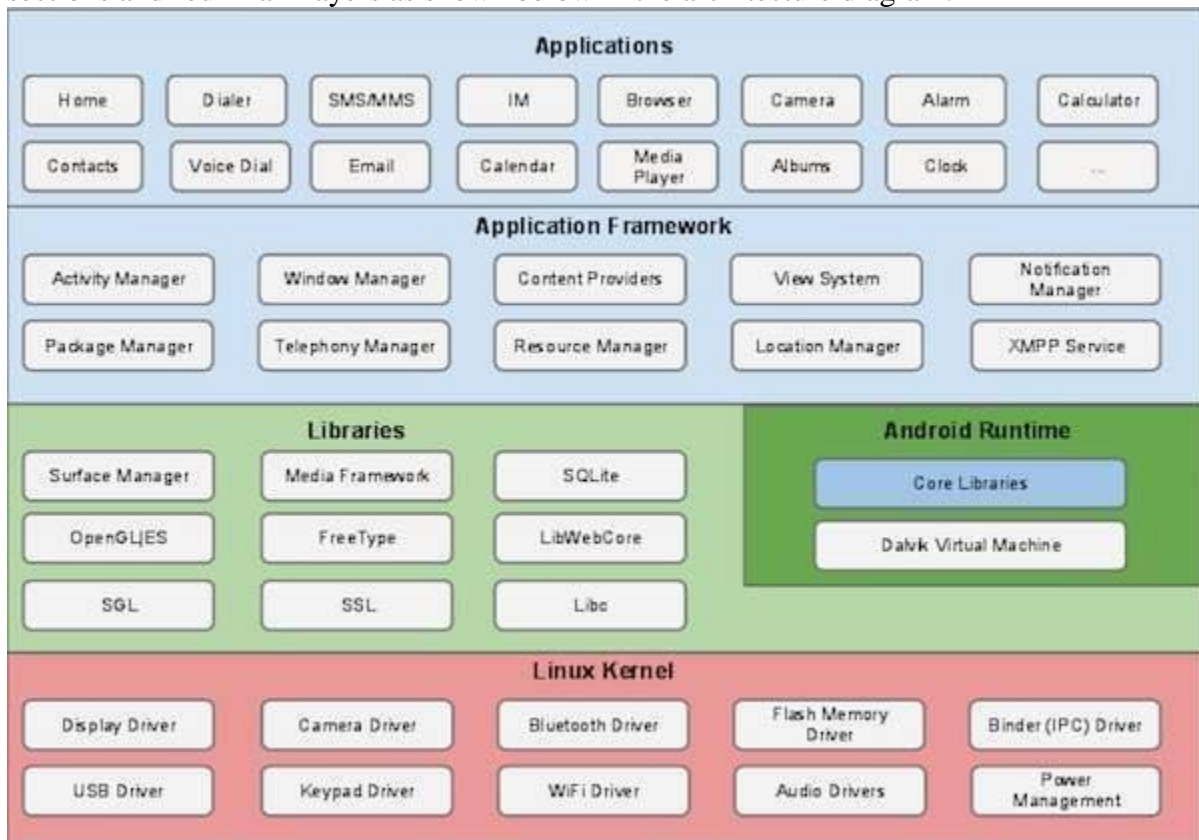 Applications
Home Dialer SMS/MMS IM Browser Camera Alarm Calculator
Contacts Voice Dial Email Calendar Media Player Albums Clock ...
Application Framework
Activity Manager Window Manager Content Providers View System Notification Manager
Package Manager Telephony Manager Resource Manager Location Manager XMPP Service
Libraries
Surface Manager Media Framework SQLite
OpenGL|ES FreeType LibWebCore
SGL SSL Libc
Android Runtime
Core Libraries
Dalvik Virtual Machine
Linux Kernel
Display Driver Camera Driver Bluetooth Driver Flash Memory Driver Binder (IPC) Driver
USB Driver Keypad Driver WiFi Driver Audio Drivers Power Management